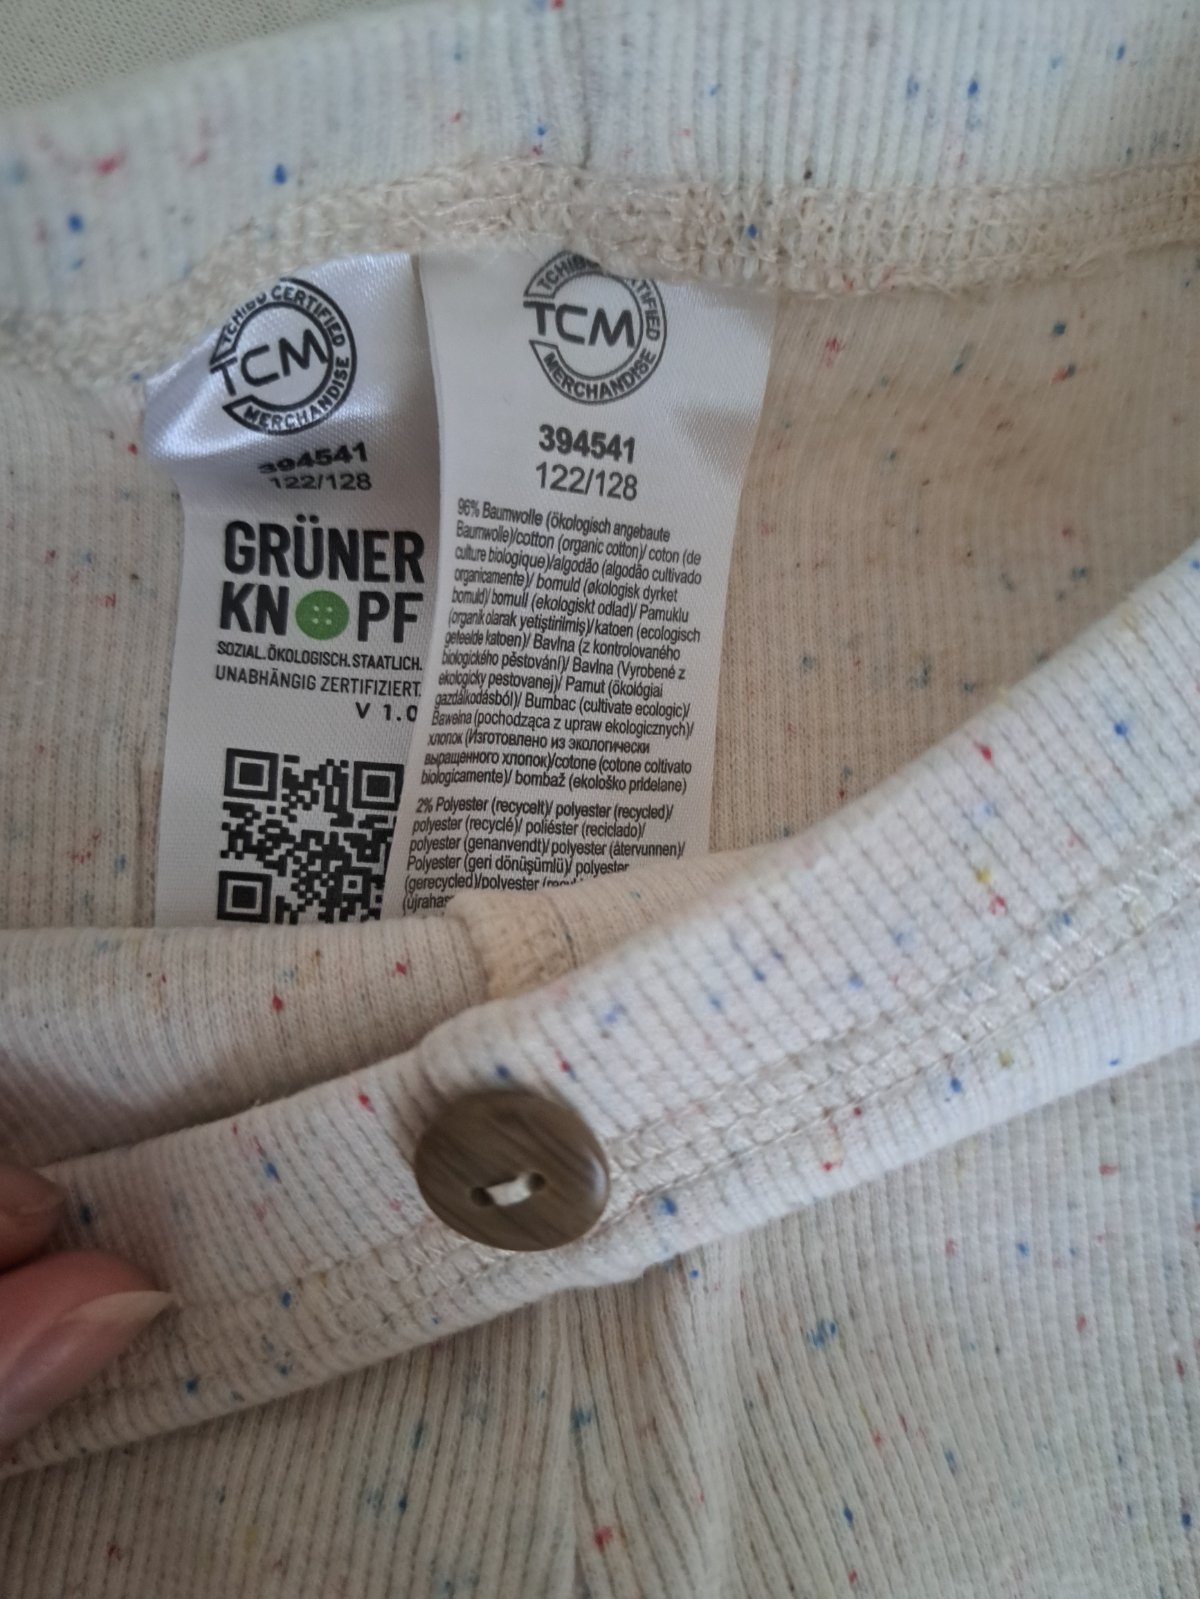 TCHIBO CERTIFIED
TCM
MERCHANDISE
394541
122/128
GRÜNER
KNOPF
SOZIAL.ÖKOLOGISCH.STAATLICH.
UNABHÄNGIG ZERTIFIZIERT.
V 1.0
TCHIBO CERTIFIED
TCM
MERCHANDISE
394541
122/128
96% Baumwolle (ökologisch angebaute
Baumwolle)/cotton (organic cotton)/ coton (de
culture biologique)/algodão (algodão cultivado
organicamente)/ bomuld (økologisk dyrket
bomuld)/ bomull (ekologiskt odlad)/ Pamuklu
(organik olarak yetiştirilmiş)/ katoen (ecologisch
geteelde katoen)/ Bavlna (z kontrolovaného
biologického pěstování)/ Bavlna (Vyrobené z
ekologicky pestovanej)/ Pamut (ökológiai
gazdálkodásból)/ Bumbac (cultivate ecologic)/
Bawełna (pochodząca z upraw ekologicznych)/
хлопок (Изготовлено из экологически
выращенного хлопок)/cotone (cotone coltivato
biologicamente)/ bombaž (ekološko pridelane)
2% Polyester (recycelt)/ polyester (recycled)/
polyester (recyclé)/ poliéster (reciclado)/
polyester (genanvendt)/ polyester (återvunnen)/
Polyester (geri dönüşümlü)/ polyester
(gerecycled)/polyester